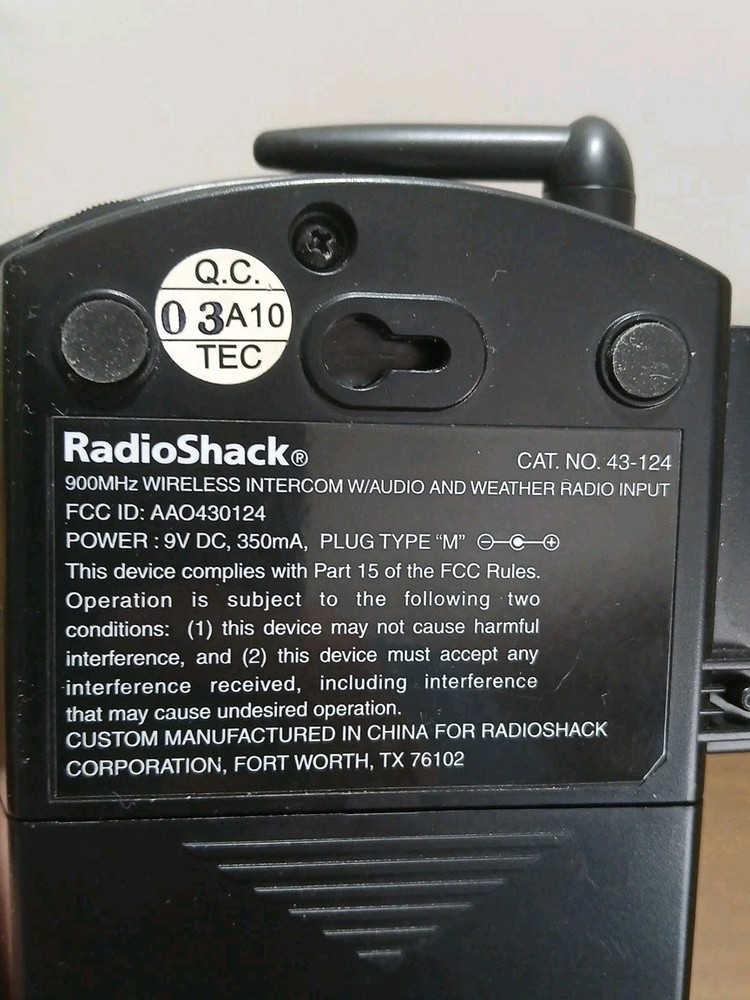 Q.C.
03A10
TEC
RadioShack®
CAT. NO. 43-124
900MHz WIRELESS INTERCOM W/AUDIO AND WEATHER RADIO INPUT
FCC ID: AAO430124
POWER : 9V DC, 350mA, PLUG TYPE “M” ⊖–●–⊕
This device complies with Part 15 of the FCC Rules.
Operation is subject to the following two
conditions: (1) this device may not cause harmful
interference, and (2) this device must accept any
interference received, including interference
that may cause undesired operation.
CUSTOM MANUFACTURED IN CHINA FOR RADIOSHACK
CORPORATION, FORT WORTH, TX 76102